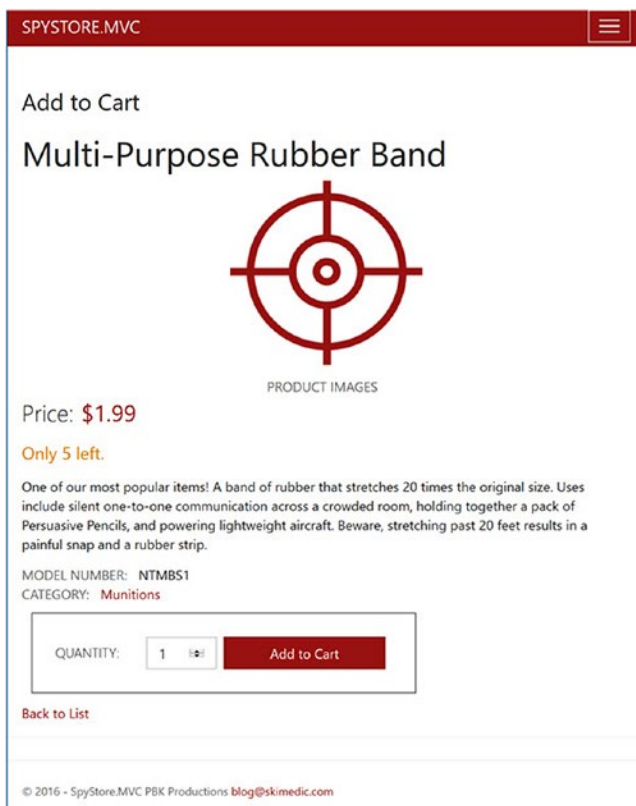 SPYSTORE.MVC
Add to Cart
Multi-Purpose Rubber Band
PRODUCT IMAGES
Price: $1.99
Only 5 left.
One of our most popular items! A band of rubber that stretches 20 times the original size. Uses
include silent one-to-one communication across a crowded room, holding together a pack of
Persuasive Pencils, and powering lightweight aircraft. Beware, stretching past 20 feet results in a
painful snap and a rubber strip.
MODEL NUMBER: NTMBS1
CATEGORY: Munitions
QUANTITY: 1 Add to Cart
Back to List
© 2016 - SpyStore.MVC PBK Productions blog@skimedic.com